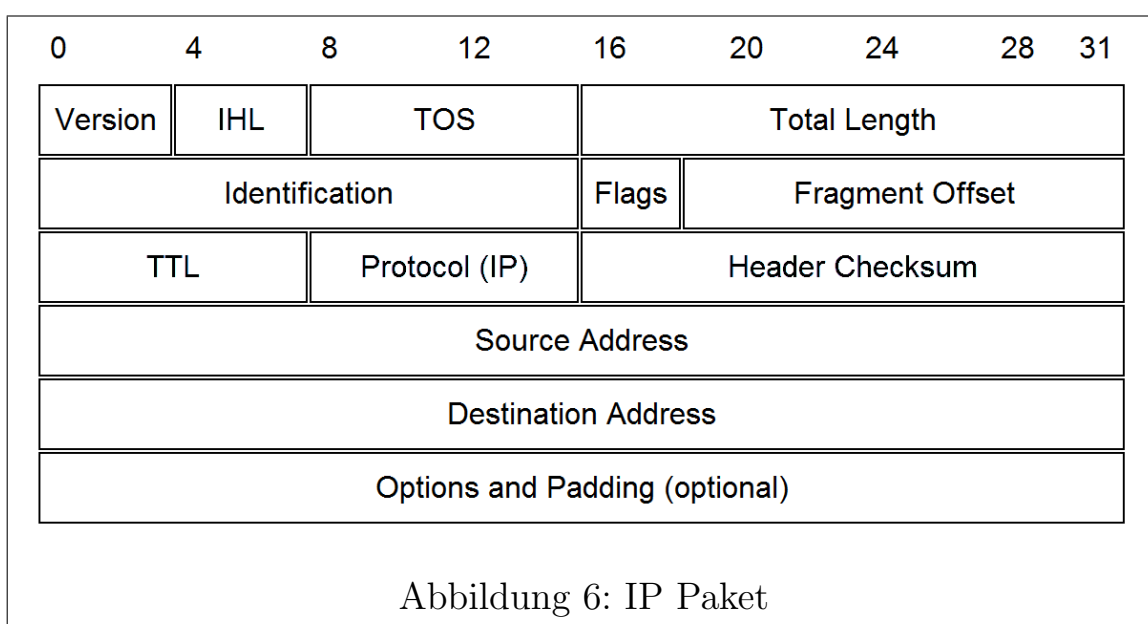 0 4 8 12 16 20 24 28 31
Version IHL TOS Total Length
Identification Flags Fragment Offset
TTL Protocol (IP) Header Checksum
Source Address
Destination Address
Options and Padding (optional)
Abbildung 6: IP Paket